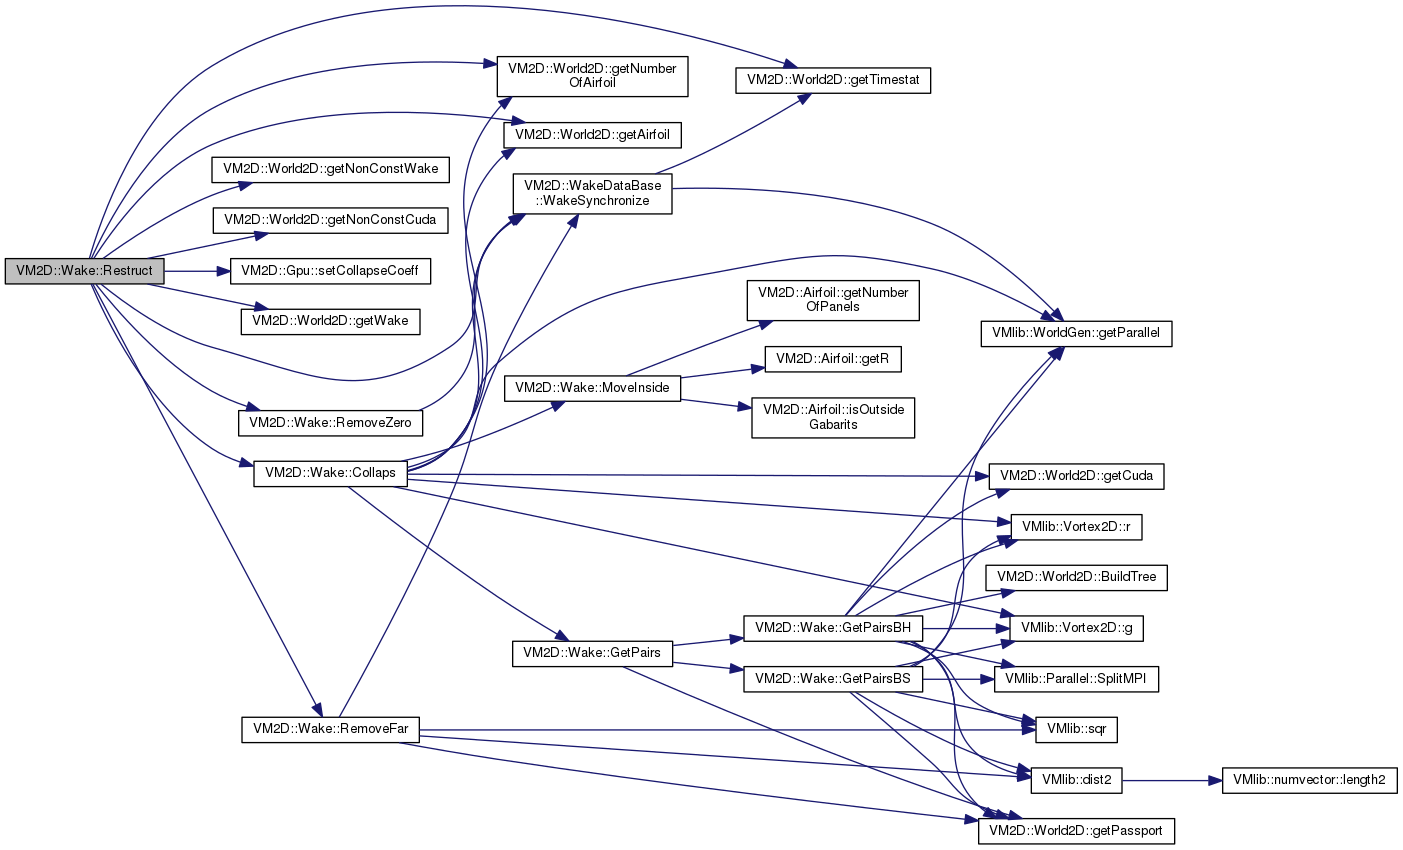 VM2D::World2D::getNumber
OfAirfoil
VM2D::World2D::getTimestat
VM2D::World2D::getAirfoil
VM2D::World2D::getNonConstWake
VM2D::WakeDataBase
::WakeSynchronize
VM2D::World2D::getNonConstCuda
VM2D::Wake::Restruct
VM2D::Gpu::setCollapseCoeff
VM2D::Airfoil::getNumber
OfPanels
VM2D::World2D::getWake
VMlib::WorldGen::getParallel
VM2D::Airfoil::getR
VM2D::Wake::MoveInside
VM2D::Airfoil::isOutside
Gabarits
VM2D::Wake::RemoveZero
VM2D::Wake::Collaps
VM2D::World2D::getCuda
VMlib::Vortex2D::r
VM2D::World2D::BuildTree
VM2D::Wake::GetPairsBH
VMlib::Vortex2D::g
VM2D::Wake::GetPairs
VM2D::Wake::GetPairsBS
VMlib::Parallel::SplitMPI
VM2D::Wake::RemoveFar
VMlib::sqr
VMlib::dist2
VMlib::numvector::length2
VM2D::World2D::getPassport